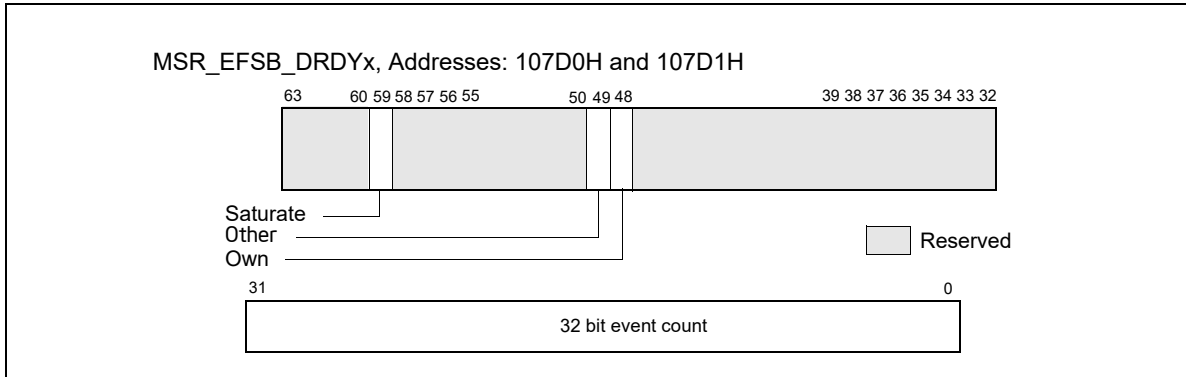 MSR_EFSB_DRDYx, Addresses: 107D0H and 107D1H
63 60 59 58 57 56 55 50 49 48 39 38 37 36 35 34 33 32
Saturate
Other
Own
Reserved
31 0
32 bit event count